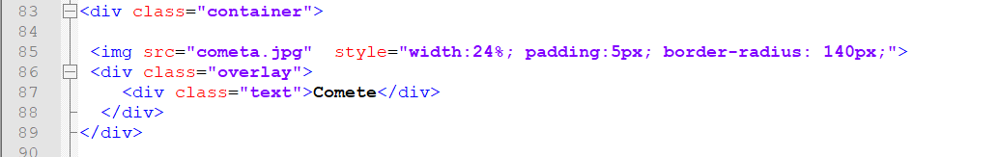 83 <div class="container">
84
85 <img src="cometa.jpg"  style="width:24%; padding:5px; border-radius: 140px;">
86 <div class="overlay">
87 <div class="text">Comete</div>
88 </div>
89 </div>
90